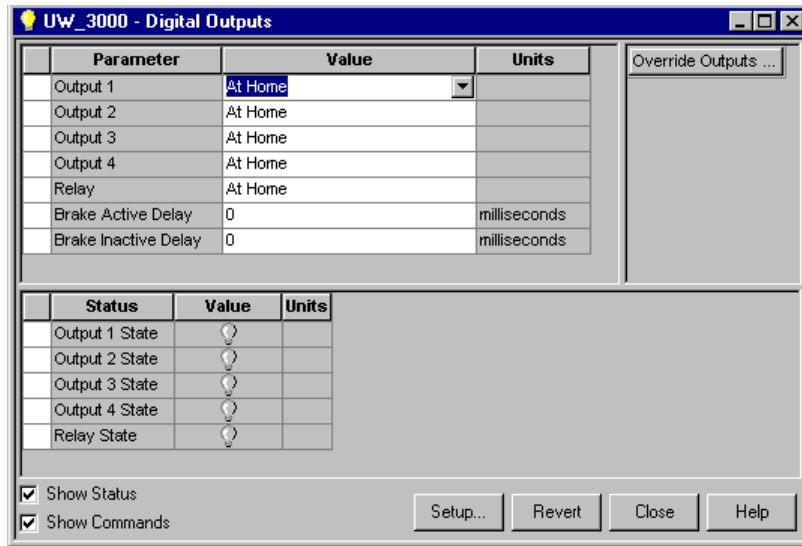 UW_3000 - Digital Outputs
Parameter Value Units
Output 1 At Home
Output 2 At Home
Output 3 At Home
Output 4 At Home
Relay At Home
Brake Active Delay 0 milliseconds
Brake Inactive Delay 0 milliseconds
Override Outputs ...
Status Value Units
Output 1 State
Output 2 State
Output 3 State
Output 4 State
Relay State
Show Status
Show Commands
Setup... Revert Close Help